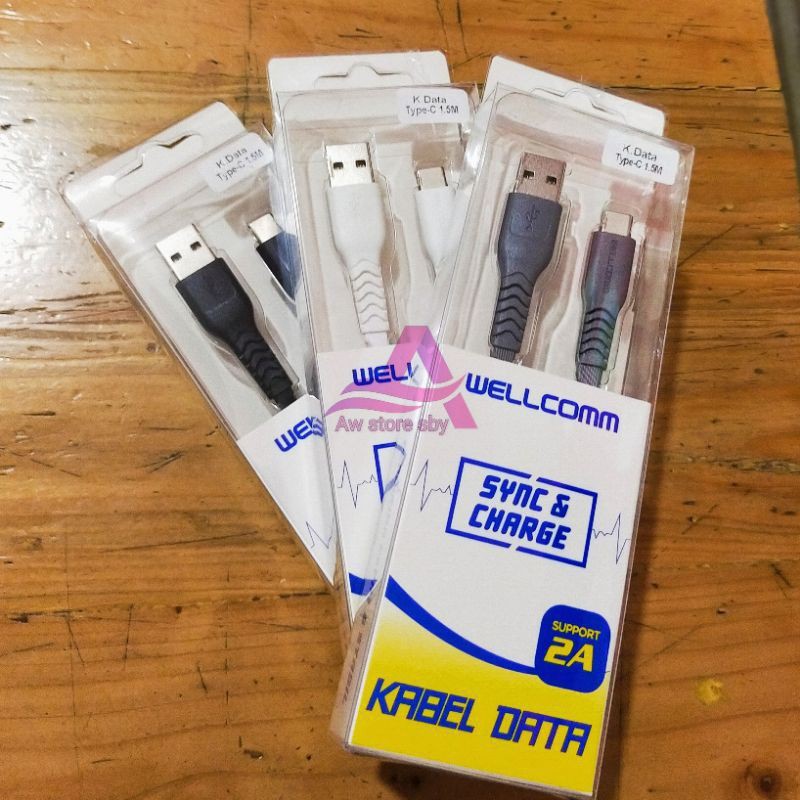 K.Data
Type-C 1.5M
K.Data
Type-C 1.5M
K.Data
Type-C 1.5M
WELLCOMM
SYNC &
CHARGE
SUPPORT
2A
KABEL DATA
Aw store sby